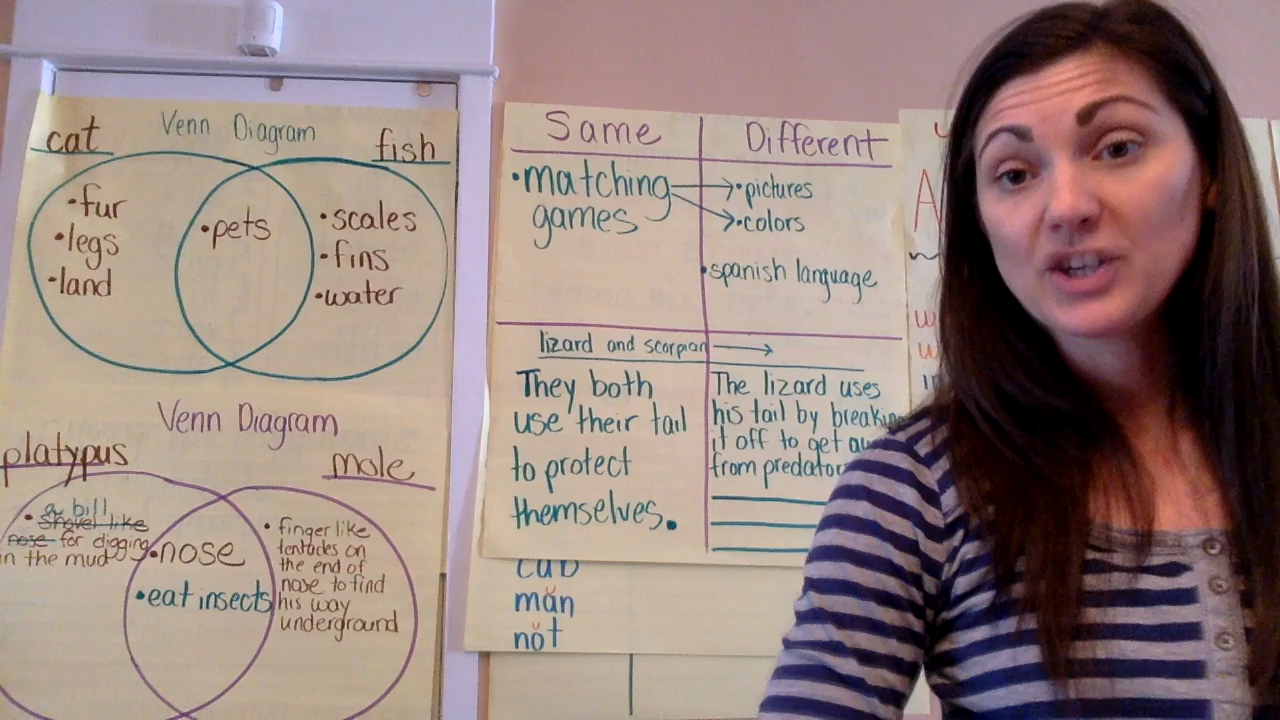 Venn Diagram
cat
fish
•fur
•legs
•land
•pets
•scales
•fins
•water
Venn Diagram
platypus
mole
a bill
•shovel like
nose for digging
in the mud
•nose
•eat insects
•finger like
tentacles on
the end of
nose to find
his way
underground
Same
Different
•matching
games
•pictures
•colors
•spanish language
lizard and scorpion
They both
use their tail
to protect
themselves.
The lizard uses
his tail by breaking
it off to get
from predator
măn
nŏt
A